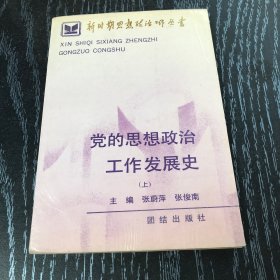 新时期思想政治工作丛书
XIN SHIQI SIXIANG ZHENGZHI
GONGZUO CONGSHU
党的思想政治
工作发展史
(上)
主编 张蔚萍 张俊南
团结出版社